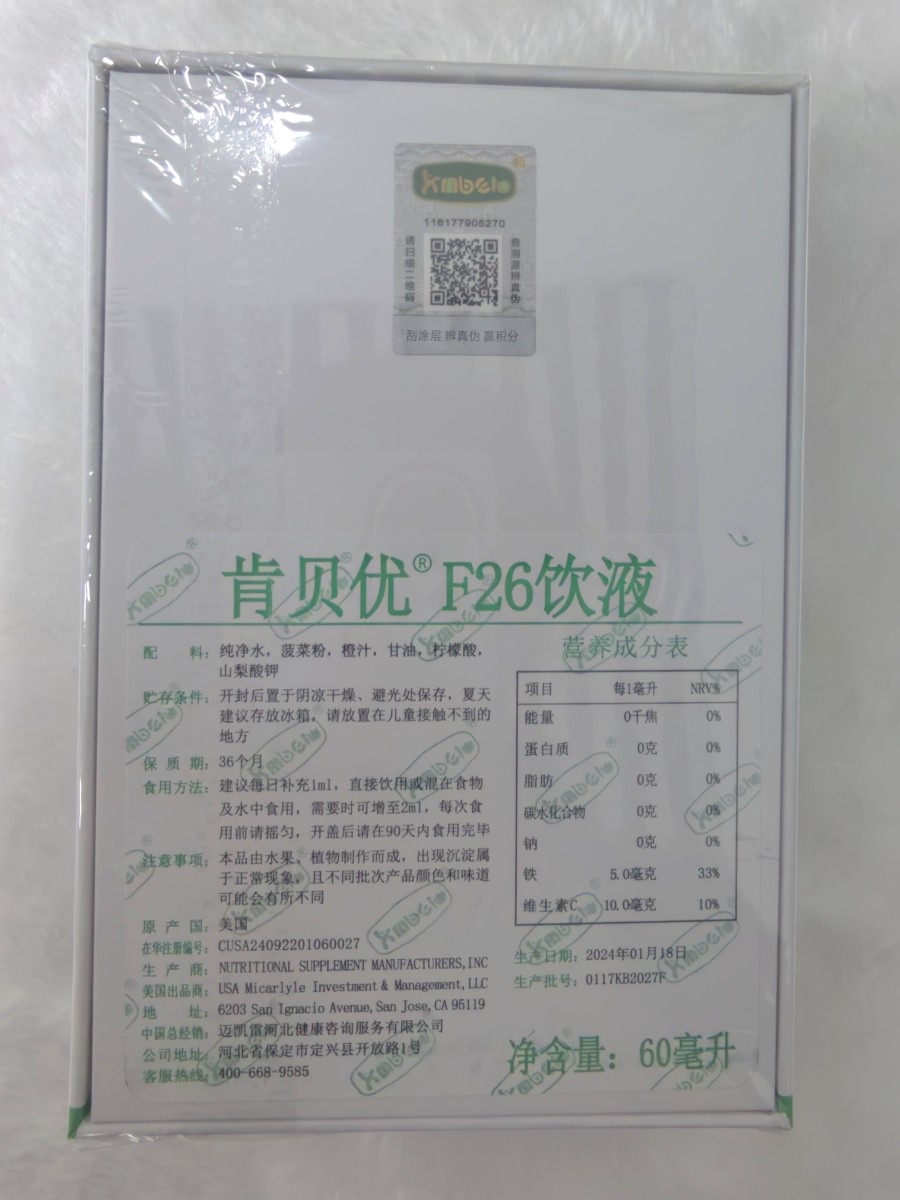 Kmbeiu
116177906270
请扫描二维码
查溯源辨真伪
刮涂层 辨真伪 赢积分
肯贝优® F26饮液
配 料：纯净水，菠菜粉，橙汁，甘油，柠檬酸，
山梨酸钾
贮存条件：开封后置于阴凉干燥、避光处保存，夏天
建议存放冰箱，请放置在儿童接触不到的
地方
保 质 期：36个月
食用方法：建议每日补充1ml，直接饮用或混在食物
及水中食用，需要时可增至2ml，每次食
用前请摇匀，开盖后请在90天内食用完毕
注意事项：本品由水果、植物制作而成，出现沉淀属
于正常现象，且不同批次产品颜色和味道
可能会有所不同
原 产 国：美国
在华注册编号：CUSA24092201060027
生 产 商：NUTRITIONAL SUPPLEMENT MANUFACTURERS,INC
美国出品商：USA Micarlyle Investment & Management,LLC
地 址：6203 San Ignacio Avenue,San Jose,CA 95119
中国总经销：迈凯雷河北健康咨询服务有限公司
公司地址：河北省保定市定兴县开放路1号
客服热线：400-668-9585
营养成分表
项目 每1毫升 NRV%
能量 0千焦 0%
蛋白质 0克 0%
脂肪 0克 0%
碳水化合物 0克 0%
钠 0克 0%
铁 5.0毫克 33%
维生素C 10.0毫克 10%
生产日期：2024年01月18日
生产批号：0117KB2027F
净含量：60毫升